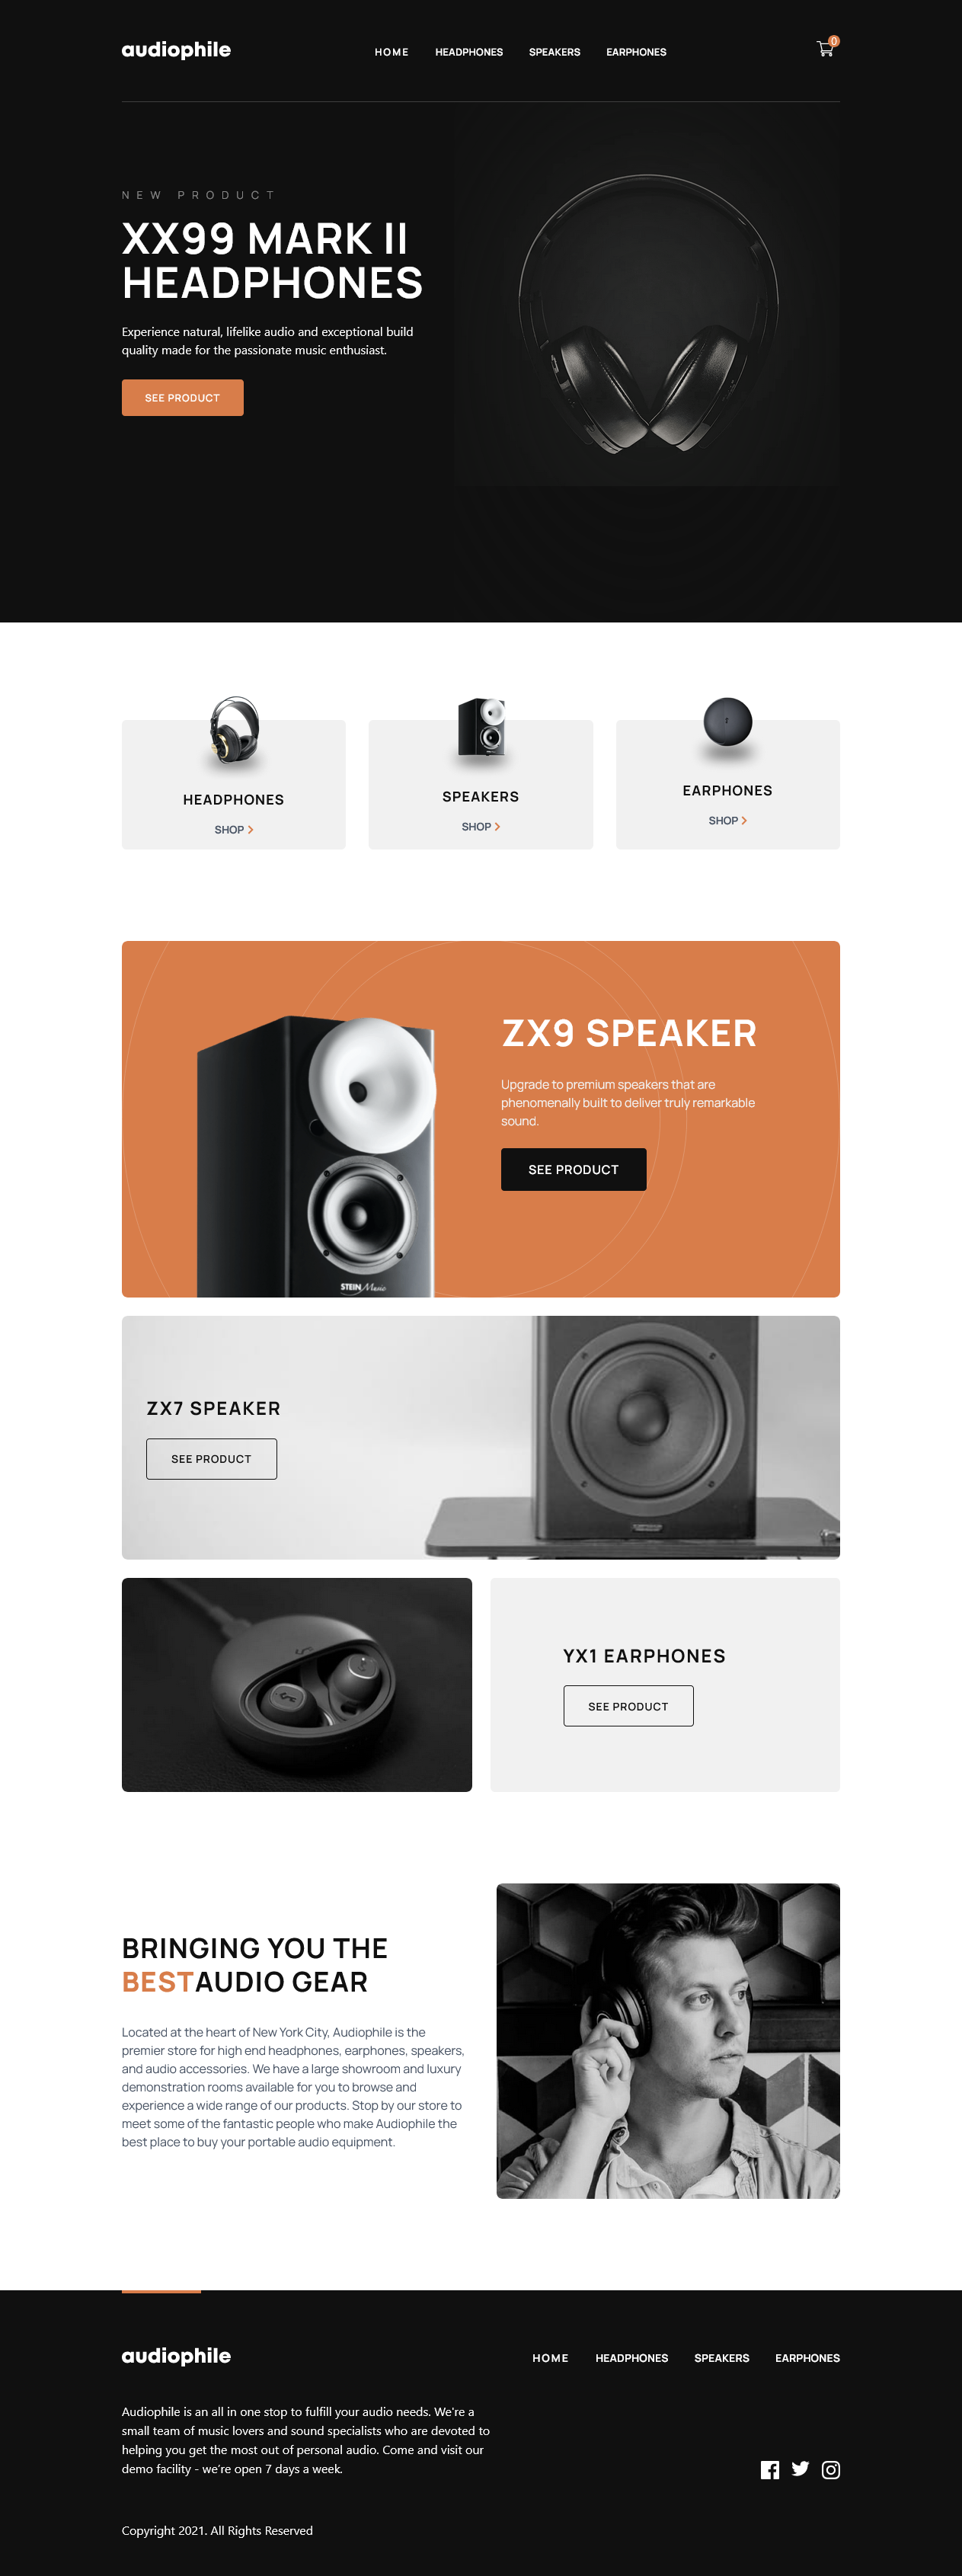 audiophile
HOME HEADPHONES SPEAKERS EARPHONES
0
NEW PRODUCT
XX99 MARK II
HEADPHONES
Experience natural, lifelike audio and exceptional build
quality made for the passionate music enthusiast.
SEE PRODUCT
HEADPHONES
SHOP
SPEAKERS
SHOP
EARPHONES
SHOP
ZX9 SPEAKER
Upgrade to premium speakers that are
phenomenally built to deliver truly remarkable
sound.
SEE PRODUCT
STEIN Music
ZX7 SPEAKER
SEE PRODUCT
YX1 EARPHONES
SEE PRODUCT
BRINGING YOU THE
BESTAUDIO GEAR
Located at the heart of New York City, Audiophile is the
premier store for high end headphones, earphones, speakers,
and audio accessories. We have a large showroom and luxury
demonstration rooms available for you to browse and
experience a wide range of our products. Stop by our store to
meet some of the fantastic people who make Audiophile the
best place to buy your portable audio equipment.
audiophile
HOME HEADPHONES SPEAKERS EARPHONES
Audiophile is an all in one stop to fulfill your audio needs. We're a
small team of music lovers and sound specialists who are devoted to
helping you get the most out of personal audio. Come and visit our
demo facility - we're open 7 days a week.
Copyright 2021. All Rights Reserved